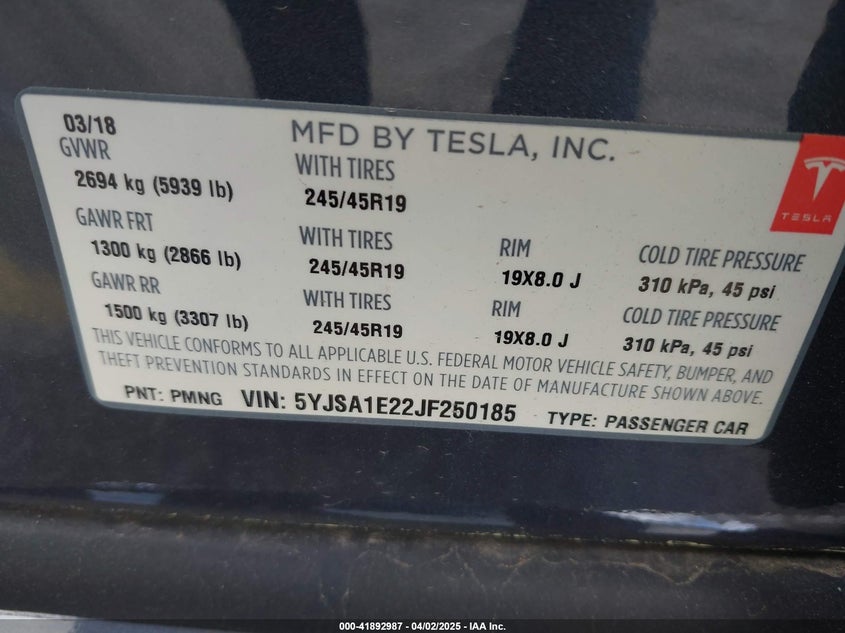 03/18
MFD BY TESLA, INC.
GVWR
WITH TIRES
2694 kg (5939 lb)
245/45R19
TESLA
GAWR FRT
WITH TIRES
RIM
COLD TIRE PRESSURE
1300 kg (2866 lb)
245/45R19
19X8.0 J
310 kPa, 45 psi
GAWR RR
WITH TIRES
RIM
COLD TIRE PRESSURE
1500 kg (3307 lb)
245/45R19
19X8.0 J
310 kPa, 45 psi
THIS VEHICLE CONFORMS TO ALL APPLICABLE U.S. FEDERAL MOTOR VEHICLE SAFETY, BUMPER, AND
THEFT PREVENTION STANDARDS IN EFFECT ON THE DATE OF MANUFACTURE SHOWN ABOVE.
PNT: PMNG VIN: 5YJSA1E22JF250185 TYPE: PASSENGER CAR
000-41892987 - 04/02/2025 - IAA Inc.